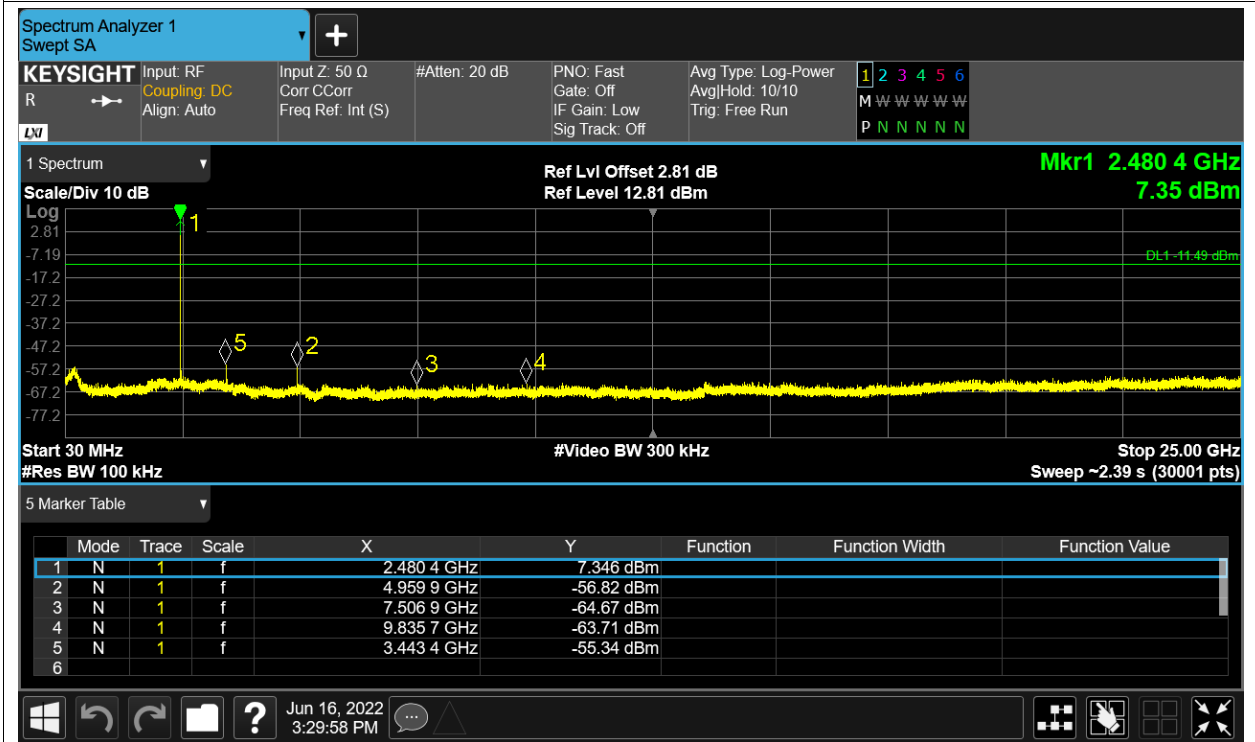 Spectrum Analyzer 1
Swept SA
KEYSIGHT
R
LXI
Input: RF
Coupling: DC
Align: Auto
Input Z: 50 Ω
Corr CCorr
Freq Ref: Int (S)
#Atten: 20 dB
PNO: Fast
Gate: Off
IF Gain: Low
Sig Track: Off
Avg Type: Log-Power
Avg|Hold: 10/10
Trig: Free Run
1 2 3 4 5 6
M W W W W W
P N N N N N
1 Spectrum
Scale/Div 10 dB
Ref Lvl Offset 2.81 dB
Ref Level 12.81 dBm
Mkr1 2.480 4 GHz
7.35 dBm
Log
2.81
-7.19
-17.2
-27.2
-37.2
-47.2
-57.2
-67.2
-77.2
1
DL1 -11.49 dBm
5
2
3
4
Start 30 MHz
#Video BW 300 kHz
Stop 25.00 GHz
#Res BW 100 kHz
Sweep ~2.39 s (30001 pts)
5 Marker Table
Mode Trace Scale X Y Function Function Width Function Value
1 N 1 f 2.480 4 GHz 7.346 dBm
2 N 1 f 4.959 9 GHz -56.82 dBm
3 N 1 f 7.506 9 GHz -64.67 dBm
4 N 1 f 9.835 7 GHz -63.71 dBm
5 N 1 f 3.443 4 GHz -55.34 dBm
6
?
Jun 16, 2022
3:29:58 PM